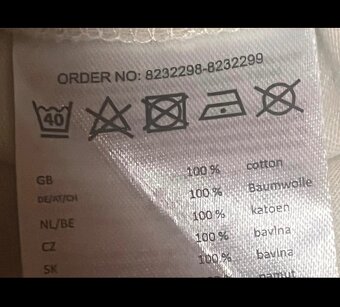 ORDER NO: 8232298-8232299
40
GB 100 % cotton
DE/AT/CH 100 % Baumwolle
NL/BE 100 % katoen
CZ 100 % bavlna
SK 100 % bavlna